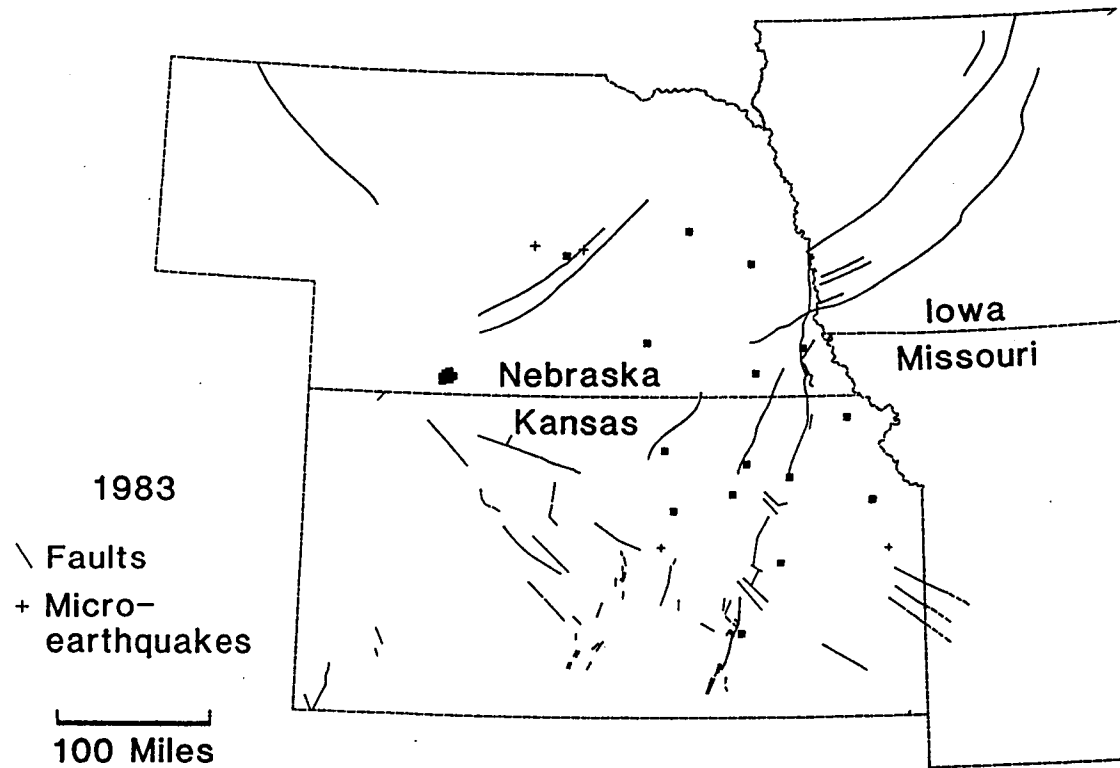 Iowa
Missouri
Nebraska
Kansas
1983
Faults
Micro-
earthquakes
100 Miles